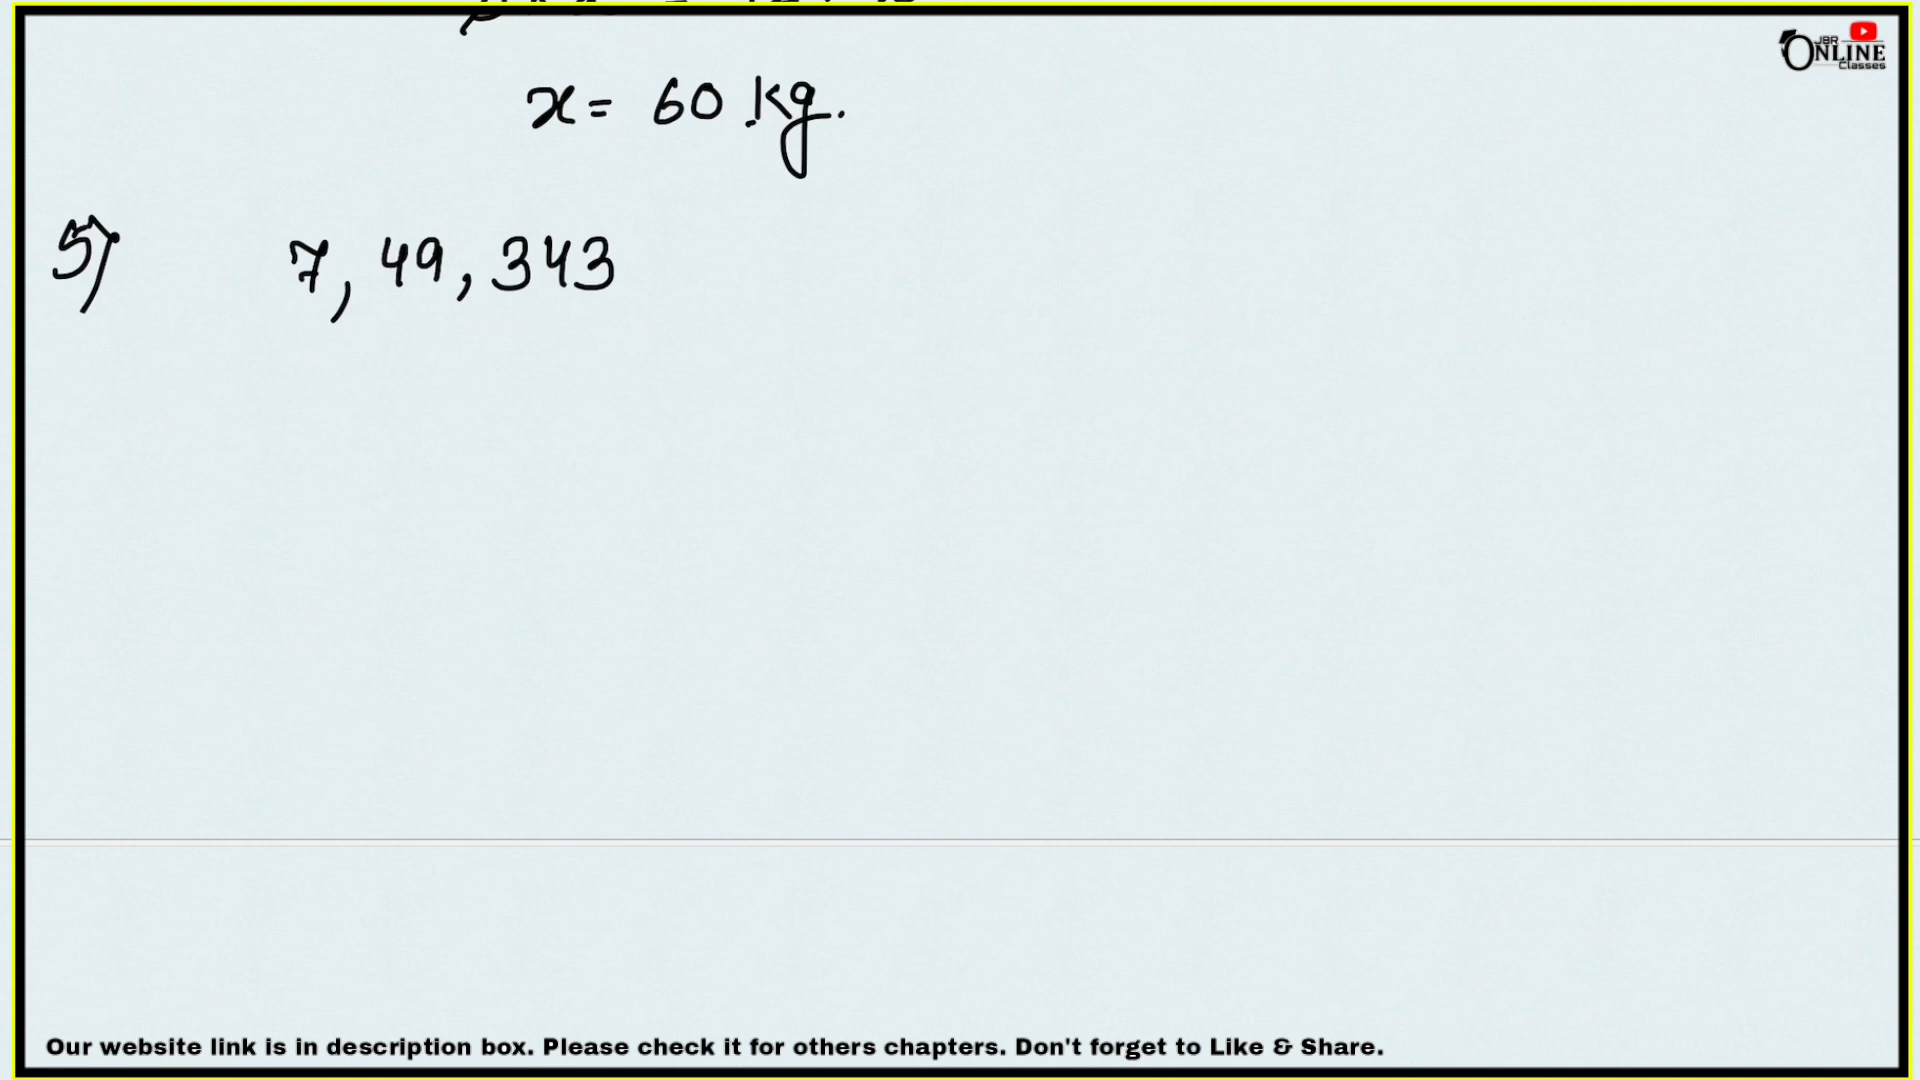 JBR
ONLINE
Classes
x = 60 kg.
5) 7, 49, 343
Our website link is in description box. Please check it for others chapters. Don't forget to Like & Share.